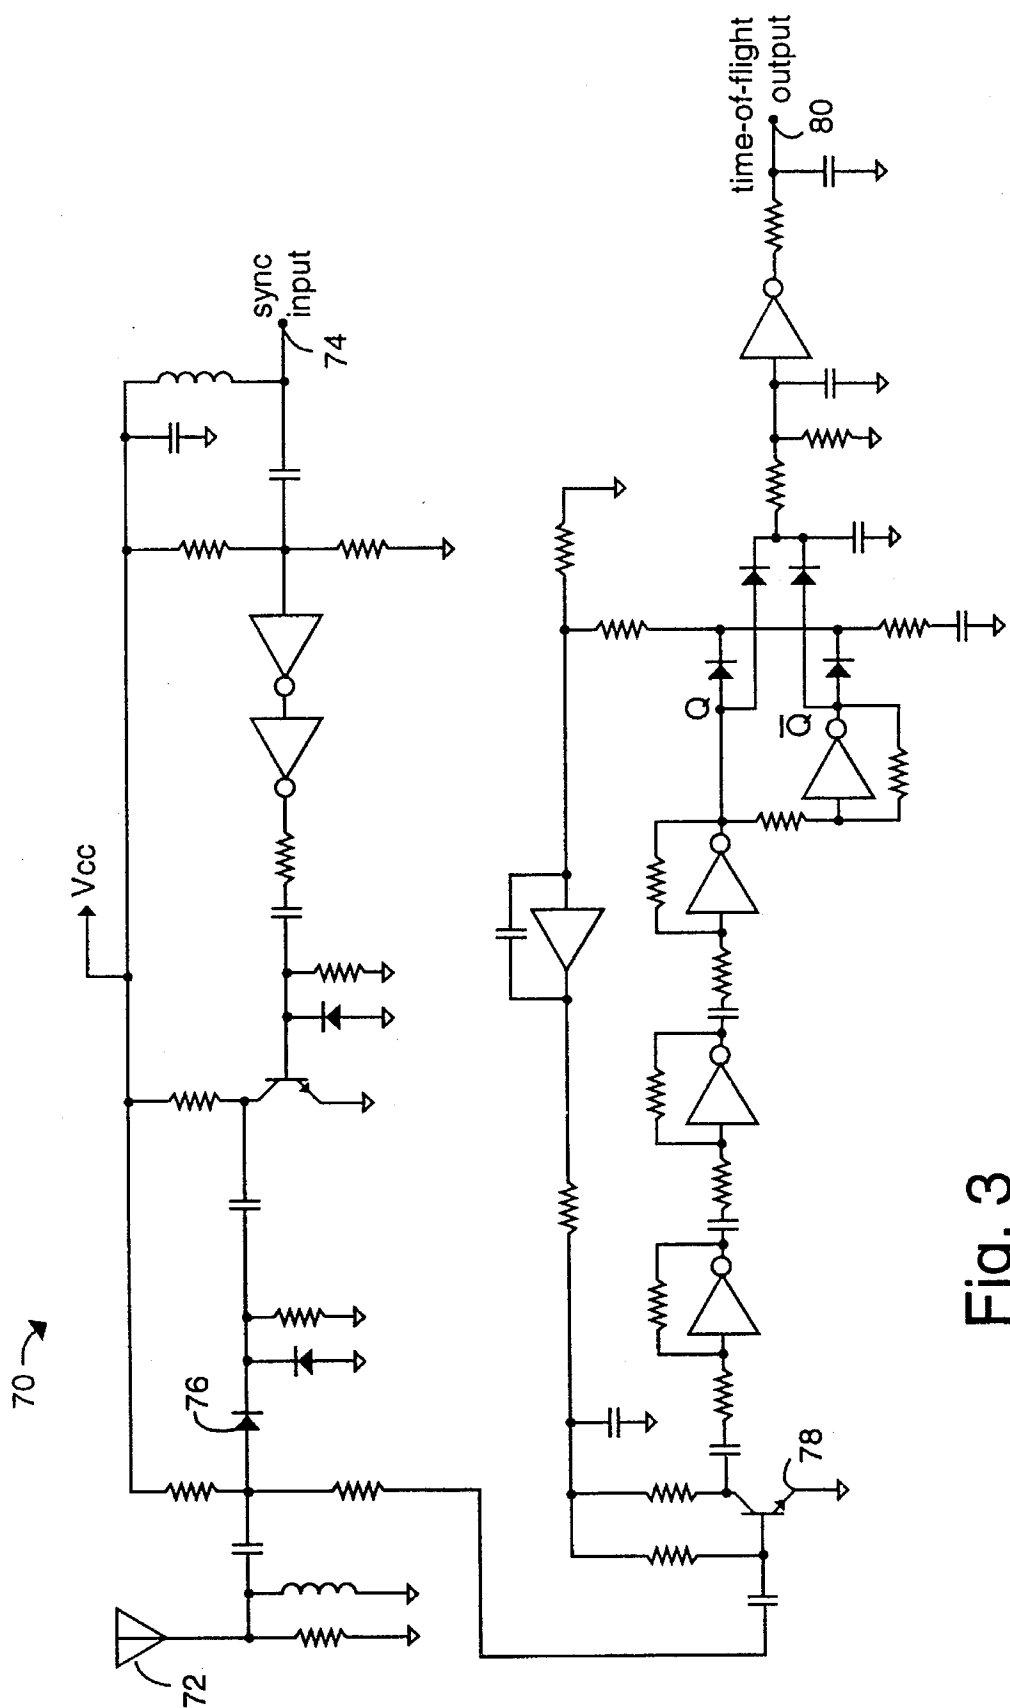 70
Vcc
sync
input
74
76
72
time-of-flight
output
80
Q
Q̅
78
Fig. 3